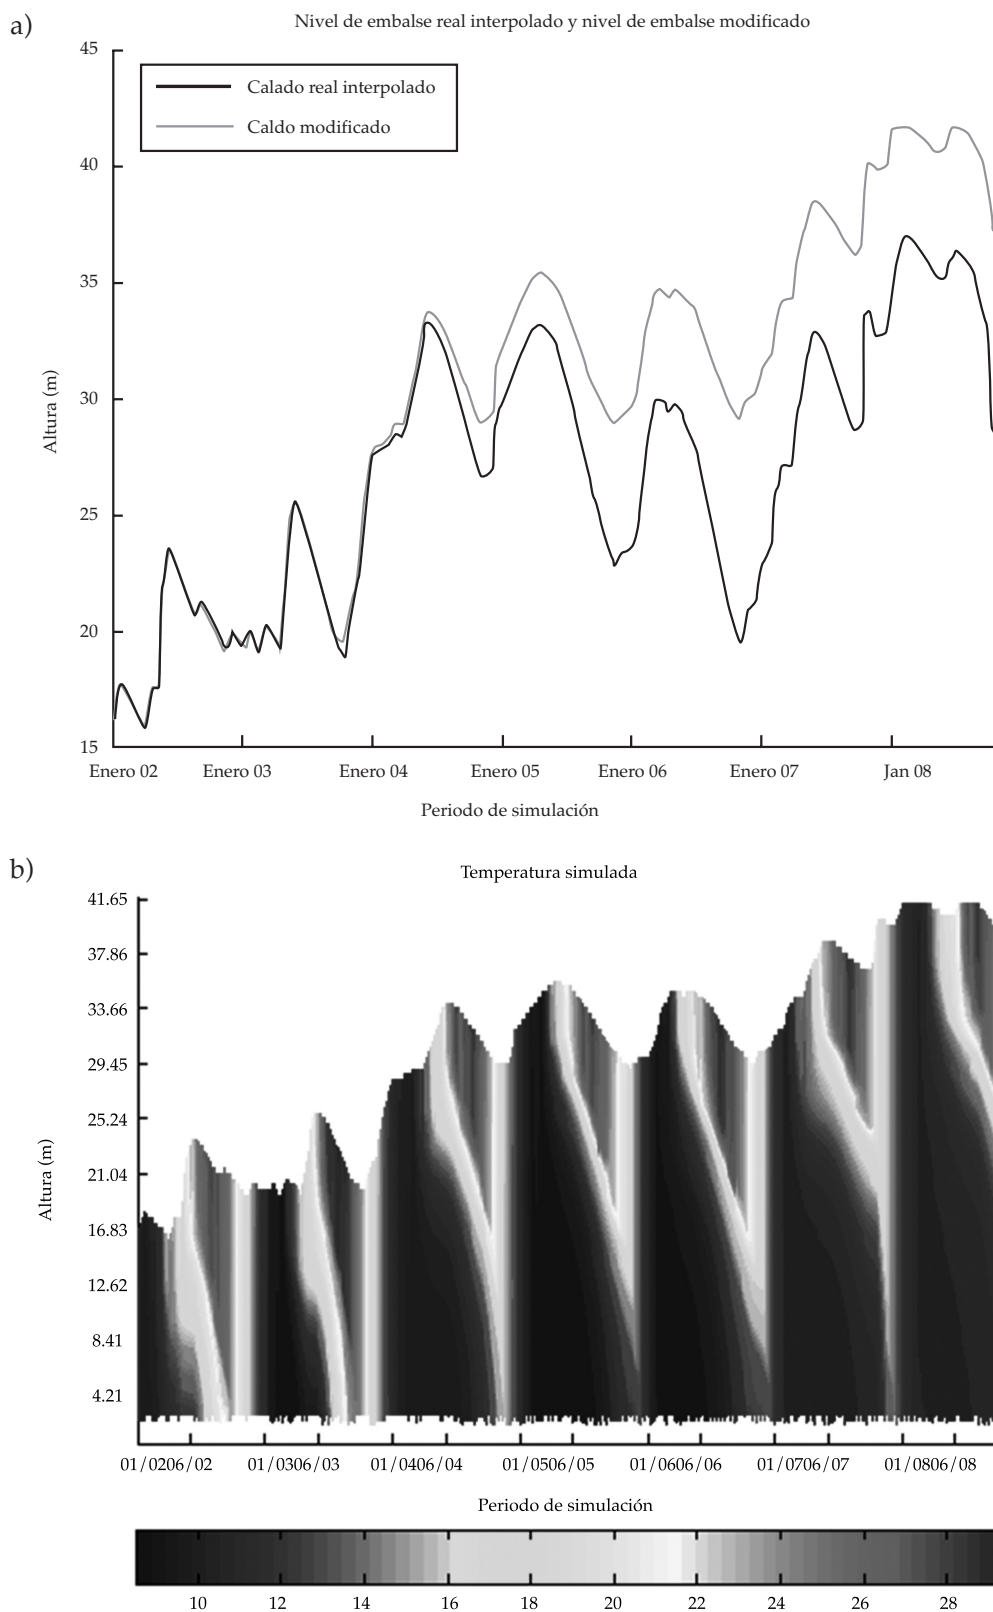 a)
Nivel de embalse real interpolado y nivel de embalse modificado
45
Calado real interpolado
Caldo modificado
40
35
30
25
20
15
Altura (m)
Enero 02 Enero 03 Enero 04 Enero 05 Enero 06 Enero 07 Jan 08
Periodo de simulación
b)
Temperatura simulada
41.65
37.86
33.66
29.45
25.24
21.04
16.83
12.62
8.41
4.21
Altura (m)
01/0206/02 01/0306/03 01/0406/04 01/0506/05 01/0606/06 01/0706/07 01/0806/08
Periodo de simulación
10 12 14 16 18 20 22 24 26 28